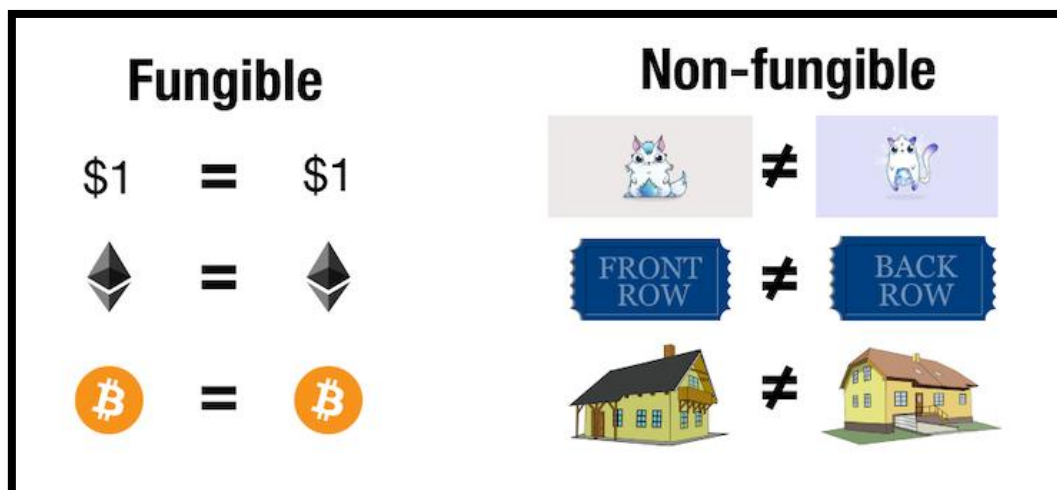 Fungible
$1 = $1
=
=
Non-fungible
≠
FRONT
ROW
≠
BACK
ROW
≠